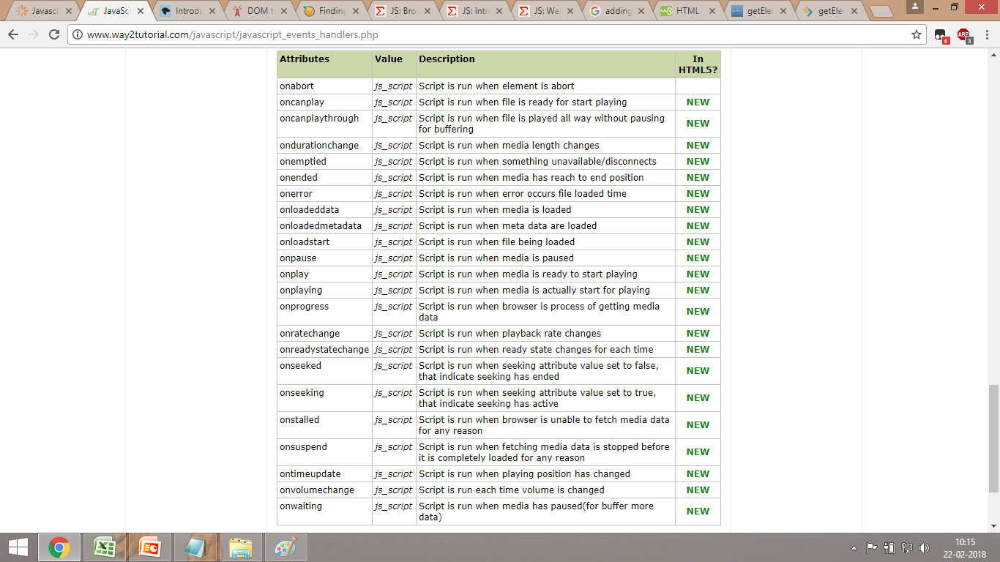 Javascr
JavaScr
Introdu
DOM t
Finding
JS: Bro
JS: Intr
JS: Wel
adding
HTML
getEler
getEler
www.way2tutorial.com/javascript/javascript_events_handlers.php
6
ABP
3
Attributes Value Description In
HTML5?
onabort js_script Script is run when element is abort
oncanplay js_script Script is run when file is ready for start playing NEW
oncanplaythrough js_script Script is run when file is played all way without pausing
for buffering NEW
ondurationchange js_script Script is run when media length changes NEW
onemptied js_script Script is run when something unavailable/disconnects NEW
onended js_script Script is run when media has reach to end position NEW
onerror js_script Script is run when error occurs file loaded time NEW
onloadeddata js_script Script is run when media is loaded NEW
onloadedmetadata js_script Script is run when meta data are loaded NEW
onloadstart js_script Script is run when file being loaded NEW
onpause js_script Script is run when media is paused NEW
onplay js_script Script is run when media is ready to start playing NEW
onplaying js_script Script is run when media is actually start for playing NEW
onprogress js_script Script is run when browser is process of getting media
data NEW
onratechange js_script Script is run when playback rate changes NEW
onreadystatechange js_script Script is run when ready state changes for each time NEW
onseeked js_script Script is run when seeking attribute value set to false,
that indicate seeking has ended NEW
onseeking js_script Script is run when seeking attribute value set to true,
that indicate seeking has active NEW
onstalled js_script Script is run when browser is unable to fetch media data
for any reason NEW
onsuspend js_script Script is run when fetching media data is stopped before
it is completely loaded for any reason NEW
ontimeupdate js_script Script is run when playing position has changed NEW
onvolumechange js_script Script is run each time volume is changed NEW
onwaiting js_script Script is run when media has paused(for buffer more
data) NEW
10:15
22-02-2018